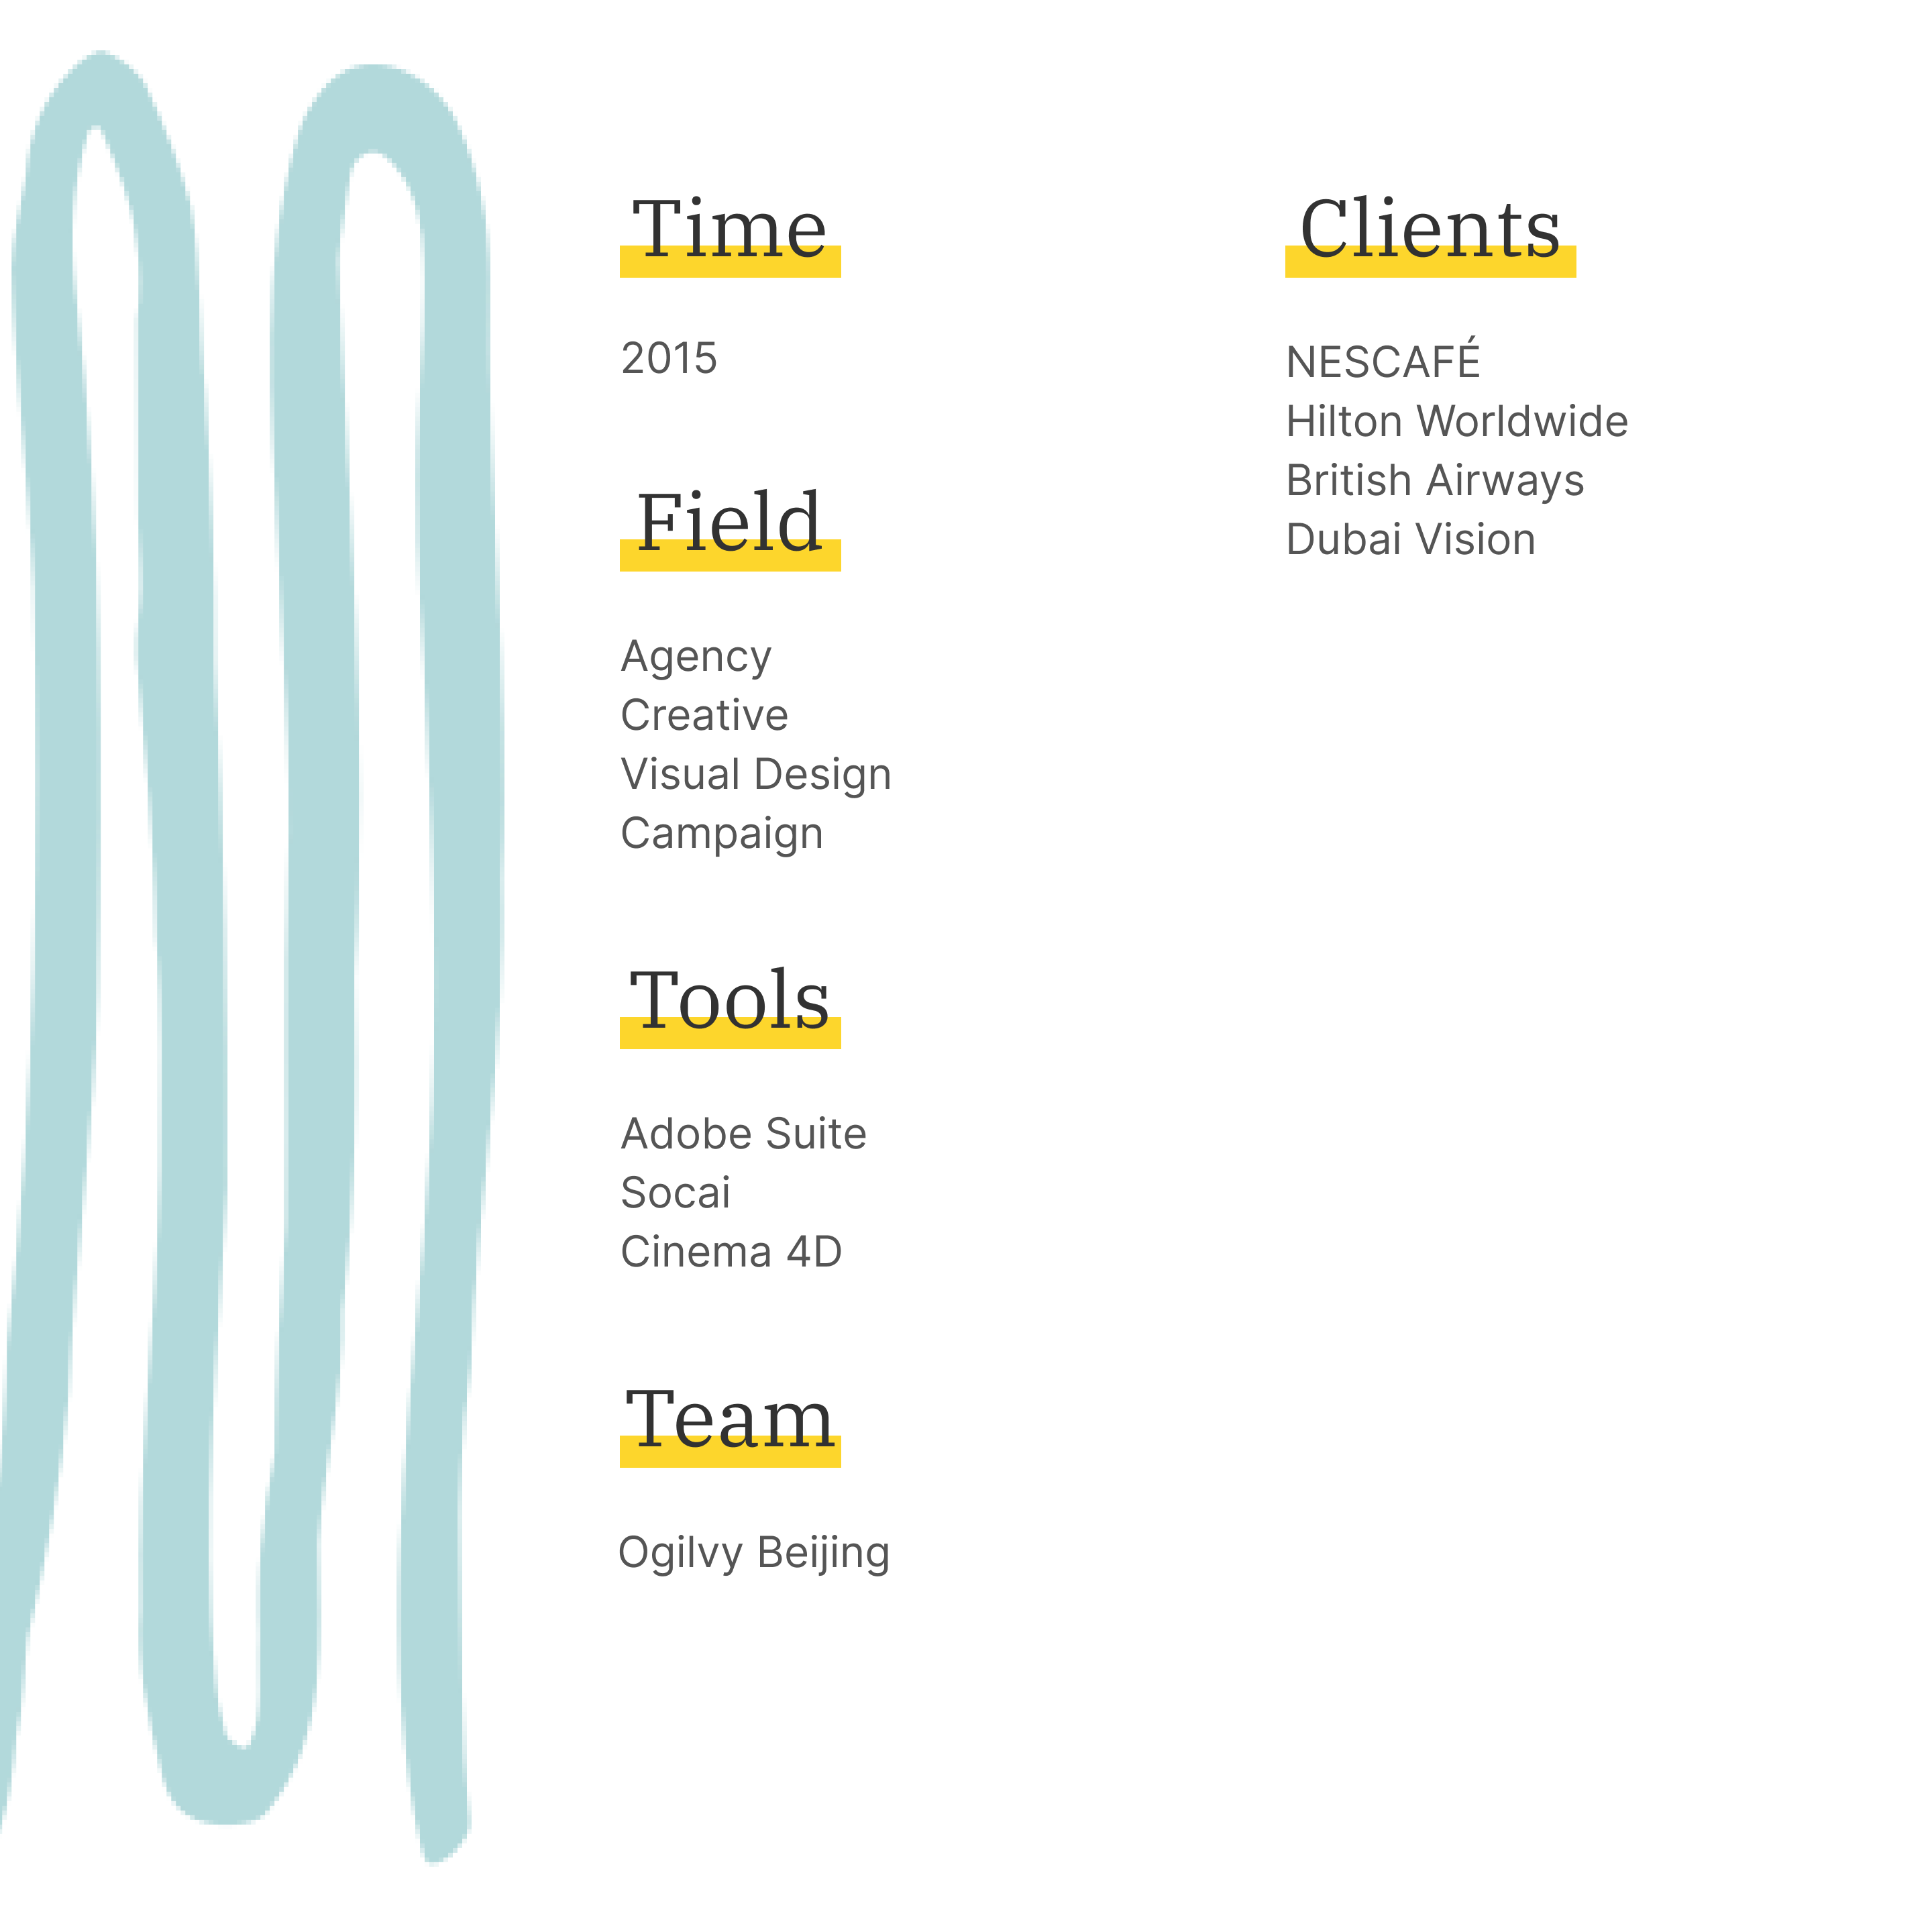 Time
2015
Field
Agency
Creative
Visual Design
Campaign
Tools
Adobe Suite
Socai
Cinema 4D
Team
Ogilvy Beijing
Clients
NESCAFÉ
Hilton Worldwide
British Airways
Dubai Vision